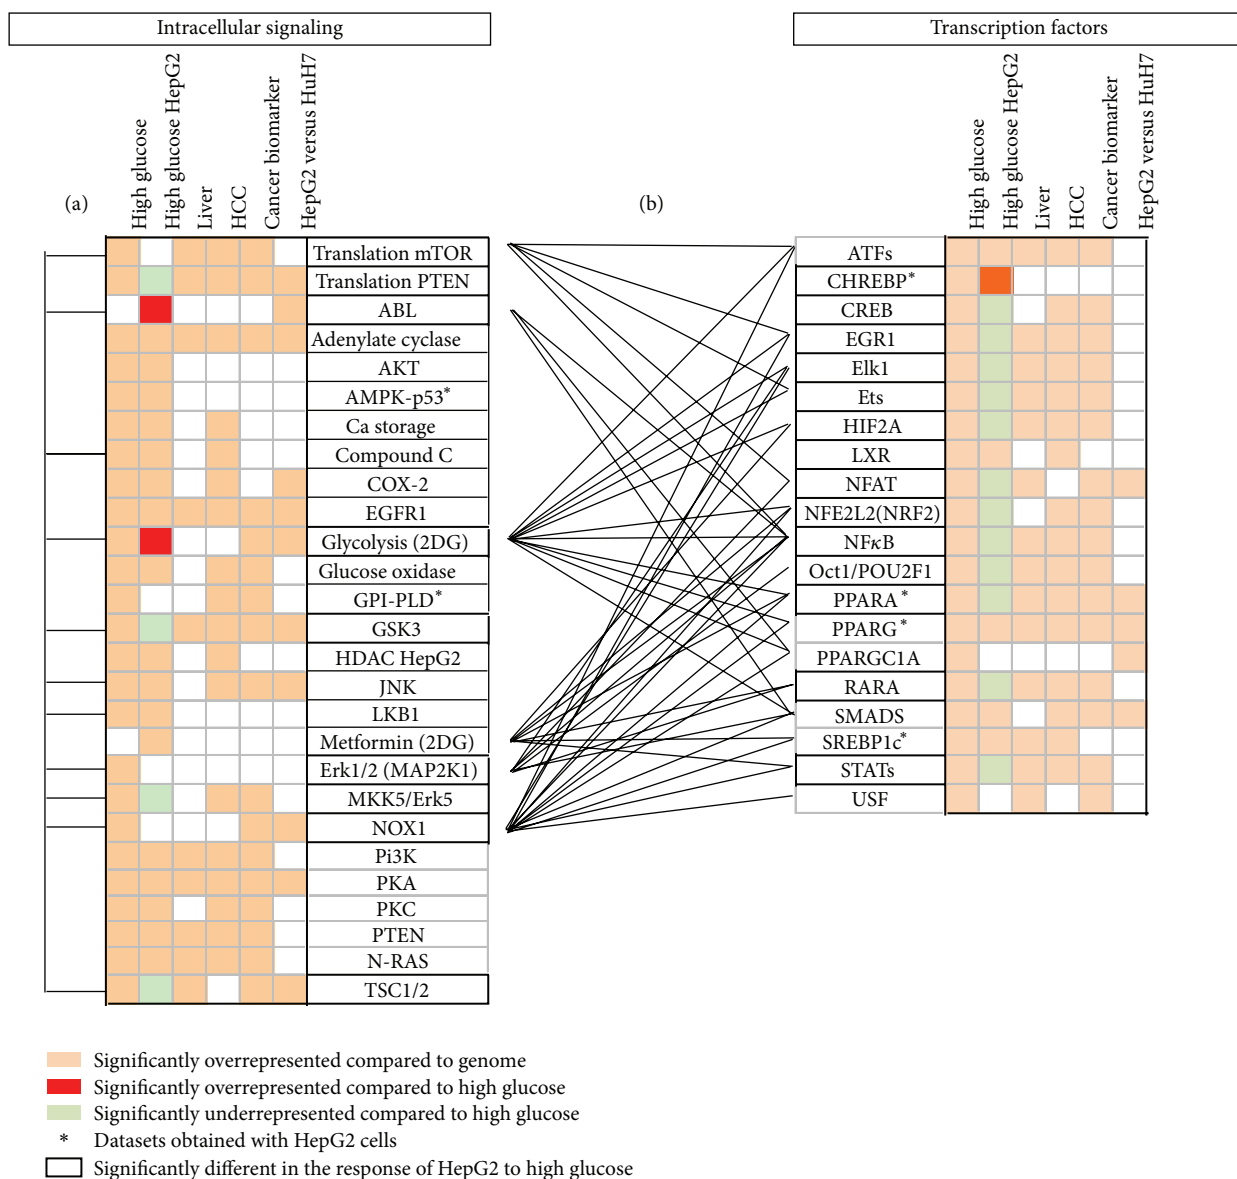 Intracellular signaling
Transcription factors
(a)
High glucose
High glucose HepG2
Liver
HCC
Cancer biomarker
HepG2 versus HuH7
Translation mTOR
Translation PTEN
ABL
Adenylate cyclase
AKT
AMPK-p53*
Ca storage
Compound C
COX-2
EGFR1
Glycolysis (2DG)
Glucose oxidase
GPI-PLD*
GSK3
HDAC HepG2
JNK
LKB1
Metformin (2DG)
Erk1/2 (MAP2K1)
MKK5/Erk5
NOX1
Pi3K
PKA
PKC
PTEN
N-RAS
TSC1/2
(b)
High glucose
High glucose HepG2
Liver
HCC
Cancer biomarker
HepG2 versus HuH7
ATFs
CHREBP*
CREB
EGR1
Elk1
Ets
HIF2A
LXR
NFAT
NFE2L2(NRF2)
NFκB
Oct1/POU2F1
PPARA*
PPARG*
PPARGC1A
RARA
SMADS
SREBP1c*
STATs
USF
Significantly overrepresented compared to genome
Significantly overrepresented compared to high glucose
Significantly underrepresented compared to high glucose
* Datasets obtained with HepG2 cells
Significantly different in the response of HepG2 to high glucose